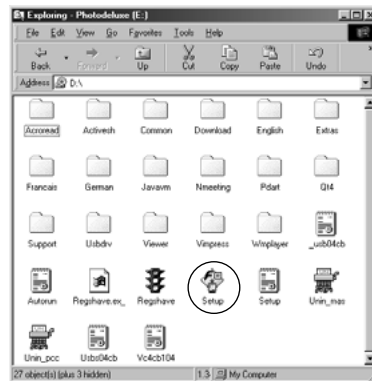 Exploring - Photodeluxe (E:)
File Edit View Go Favorites Tools Help
Back Forward Up Cut Copy Paste Undo
Address D:\
Acroread Activesh Common Download English Extras
Francais German Javavm Nmeeting Pdart Qt4
Support Usbdrv Viewer Vimpress Wmplayer _usb04cb
Autorun Regshave.ex_ Regshave Setup Setup Unin_mas
Unin_pcc Usbs04cb Vc4cb104
27 object(s) (plus 3 hidden) 1.3 My Computer